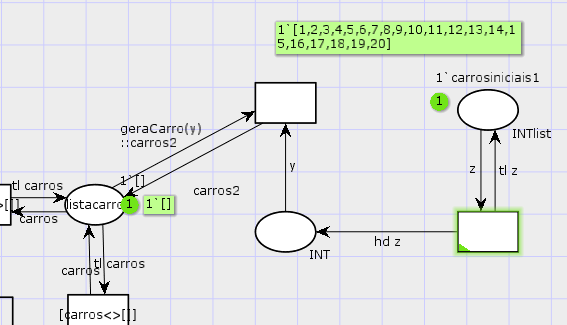 1`[1,2,3,4,5,6,7,8,9,10,11,12,13,14,1
5,16,17,18,19,20]
1`carrosiniciais1
1
INTlist
geraCarro(y)
::carros2
y
z
tl z
tl carros
1`[]
carros2
>[]]
listacarro
1
1`[]
carros
hd z
INT
carros
tl carros
[carros<>[]]